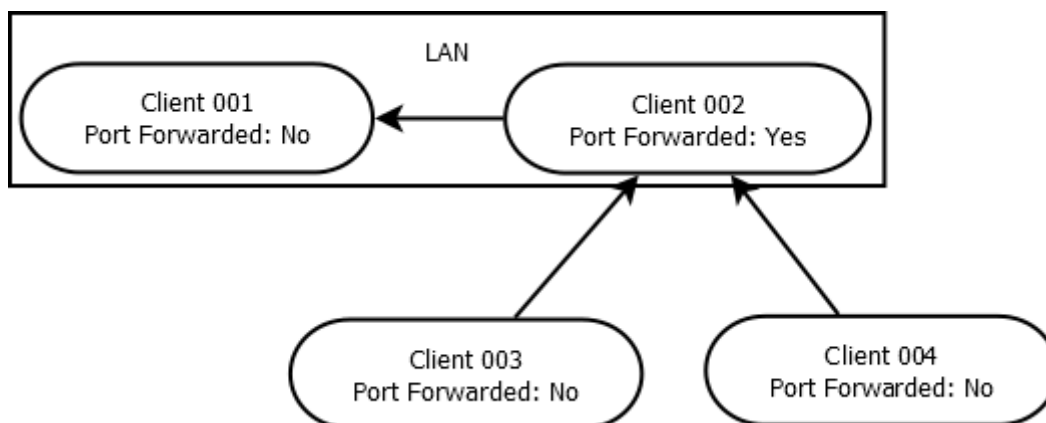 LAN
Client 001
Port Forwarded: No
Client 002
Port Forwarded: Yes
Client 003
Port Forwarded: No
Client 004
Port Forwarded: No